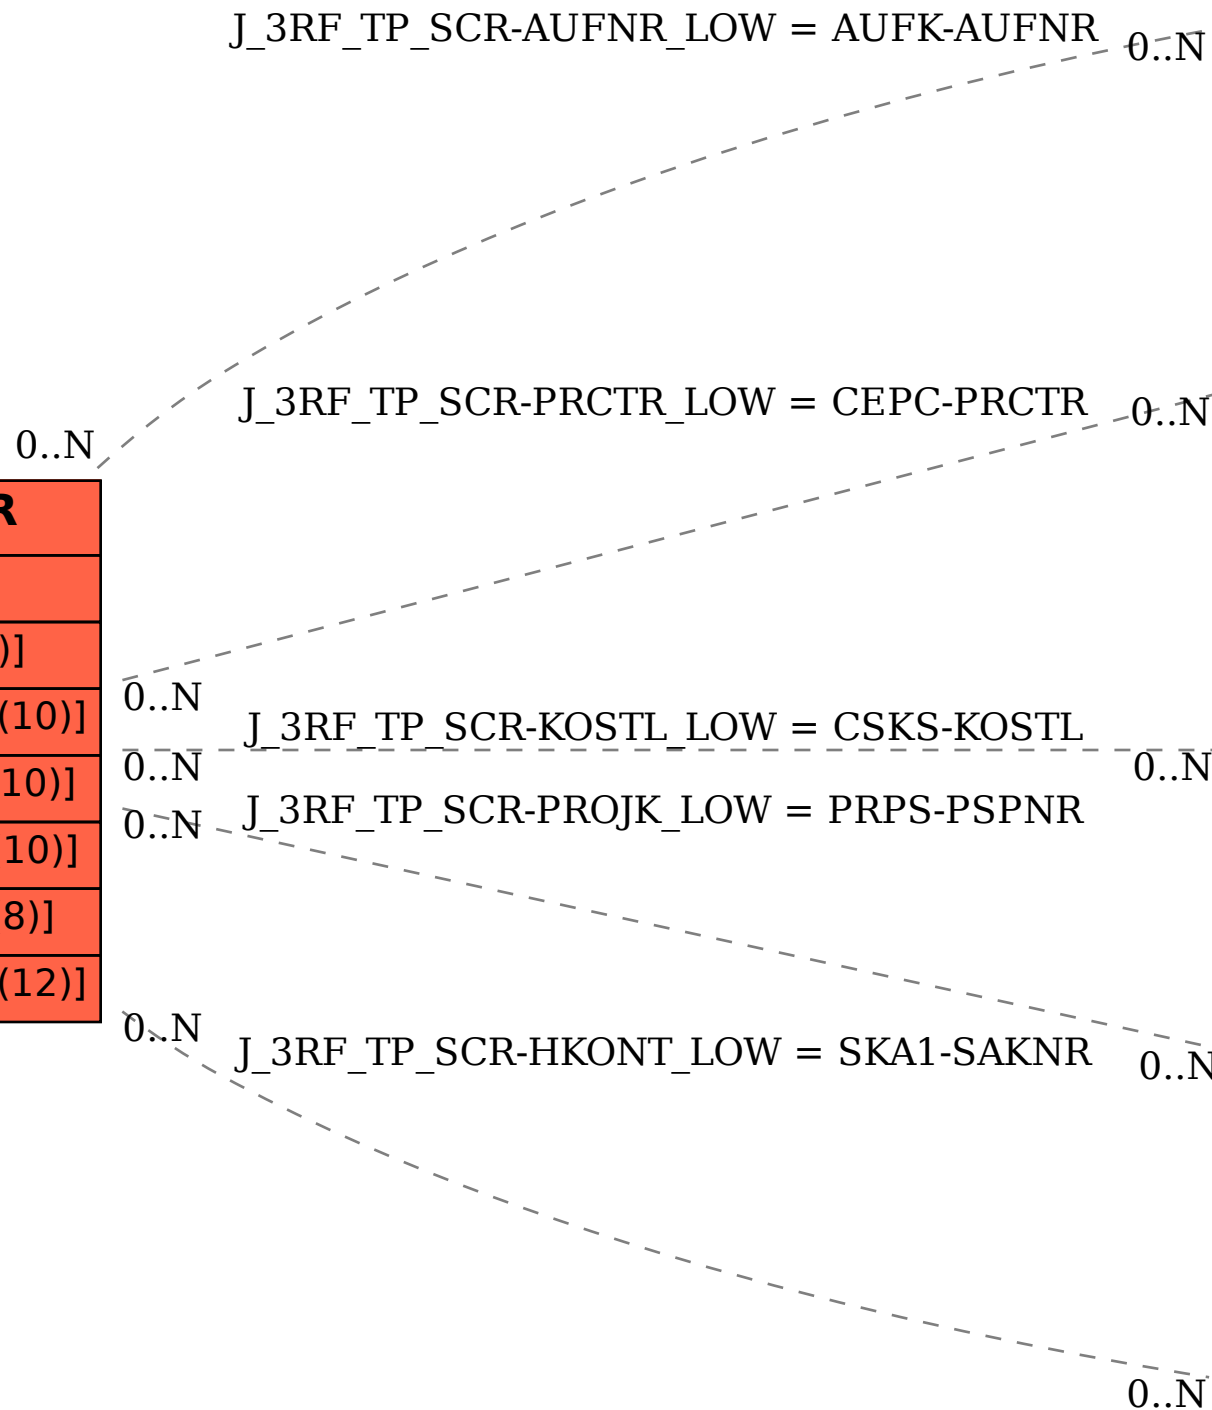 J_3RF_TP_SCR-AUFNR_LOW = AUFK-AUFNR
0..N
J_3RF_TP_SCR-PRCTR_LOW = CEPC-PRCTR
0..N
0..N
R
)]
0..N
(10)]
J_3RF_TP_SCR-KOSTL_LOW = CSKS-KOSTL
0..N
0..N
10)]
J_3RF_TP_SCR-PROJK_LOW = PRPS-PSPNR
0..N
10)]
8)]
(12)]
0..N
J_3RF_TP_SCR-HKONT_LOW = SKA1-SAKNR
0..N
0..N